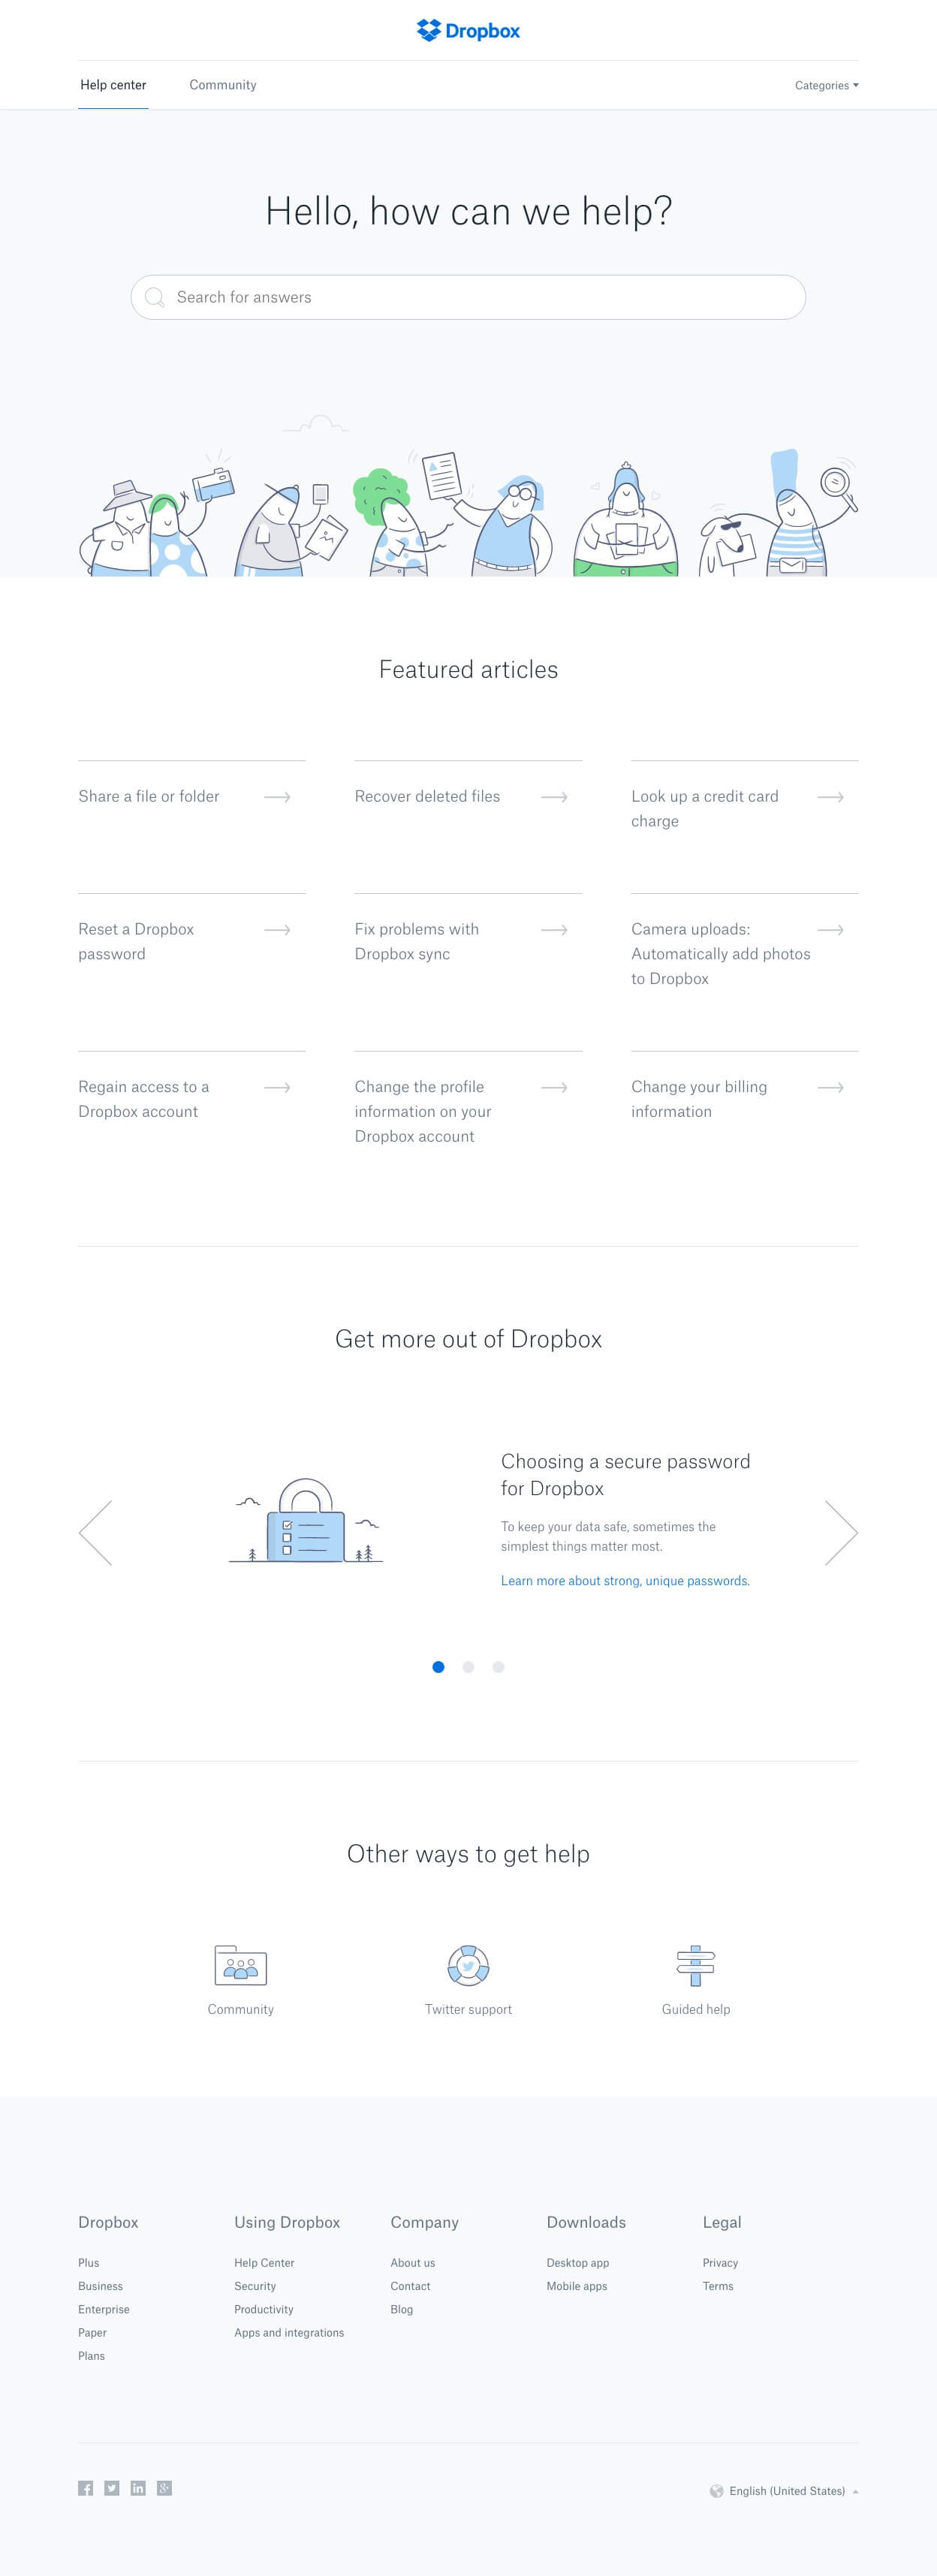 Dropbox
Help center
Community
Categories
Hello, how can we help?
Search for answers
Featured articles
Share a file or folder
Recover deleted files
Look up a credit card
charge
Reset a Dropbox
password
Fix problems with
Dropbox sync
Camera uploads:
Automatically add photos
to Dropbox
Regain access to a
Dropbox account
Change the profile
information on your
Dropbox account
Change your billing
information
Get more out of Dropbox
Choosing a secure password
for Dropbox
To keep your data safe, sometimes the
simplest things matter most.
Learn more about strong, unique passwords.
Other ways to get help
Community
Twitter support
Guided help
Dropbox
Plus
Business
Enterprise
Paper
Plans
Using Dropbox
Help Center
Security
Productivity
Apps and integrations
Company
About us
Contact
Blog
Downloads
Desktop app
Mobile apps
Legal
Privacy
Terms
English (United States)